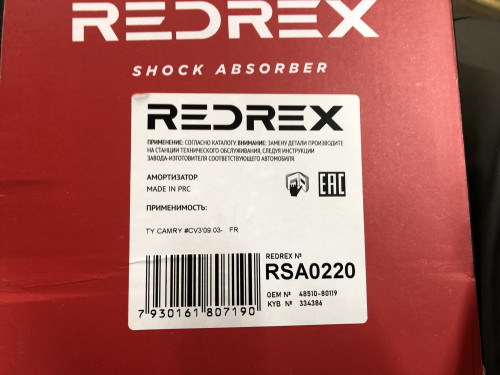 REDREX
SHOCK ABSORBER
REDREX
ПРИМЕНЕНИЕ: СОГЛАСНО КАТАЛОГУ. ВНИМАНИЕ: ЗАМЕНУ ДЕТАЛИ ПРОИЗВОДИТЕ
НА СТАНЦИИ ТЕХНИЧЕСКОГО ОБСЛУЖИВАНИЯ, СЛЕДУЯ ИНСТРУКЦИИ
ЗАВОДА-ИЗГОТОВИТЕЛЯ СООТВЕТСТВУЮЩЕГО АВТОМОБИЛЯ.
АМОРТИЗАТОР
MADE IN PRC
EAC
ПРИМЕНИМОСТЬ:
TY CAMRY #CV3'09.03- FR
REDREX №
RSA0220
OEM № 48510-80119
KYB № 334386
7 930161 807190